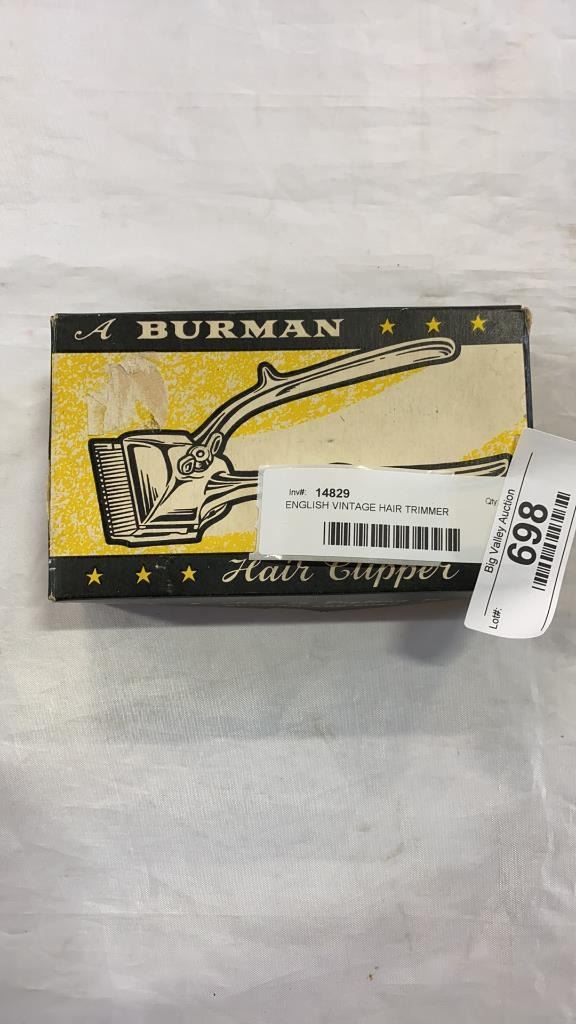 A BURMAN
Inv#: 14829
Qty
ENGLISH VINTAGE HAIR TRIMMER
Hair Clipper
Big Valley Auction
698
Lot#: